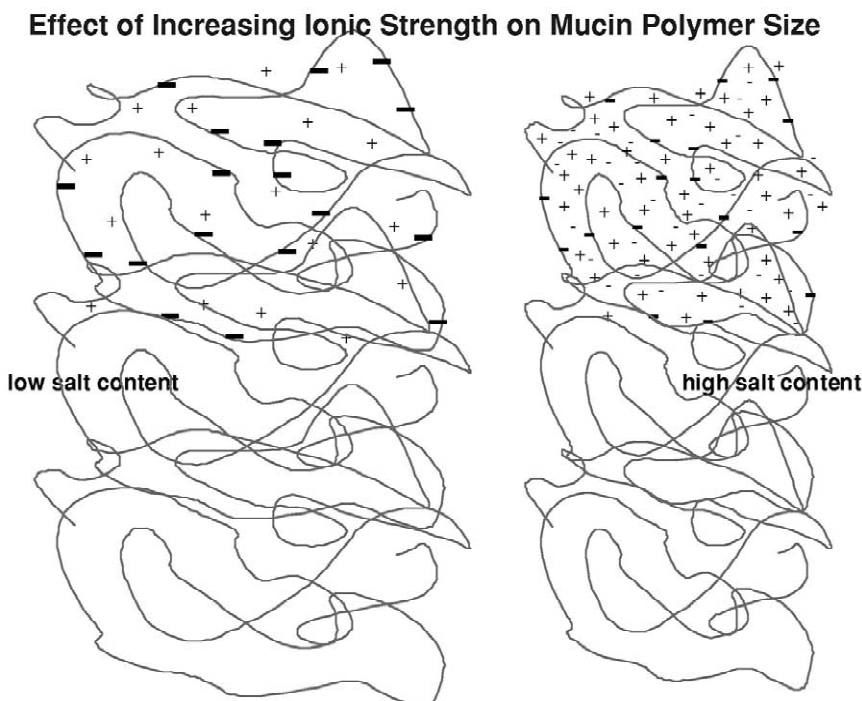 Effect of Increasing Ionic Strength on Mucin Polymer Size
low salt content
high salt content